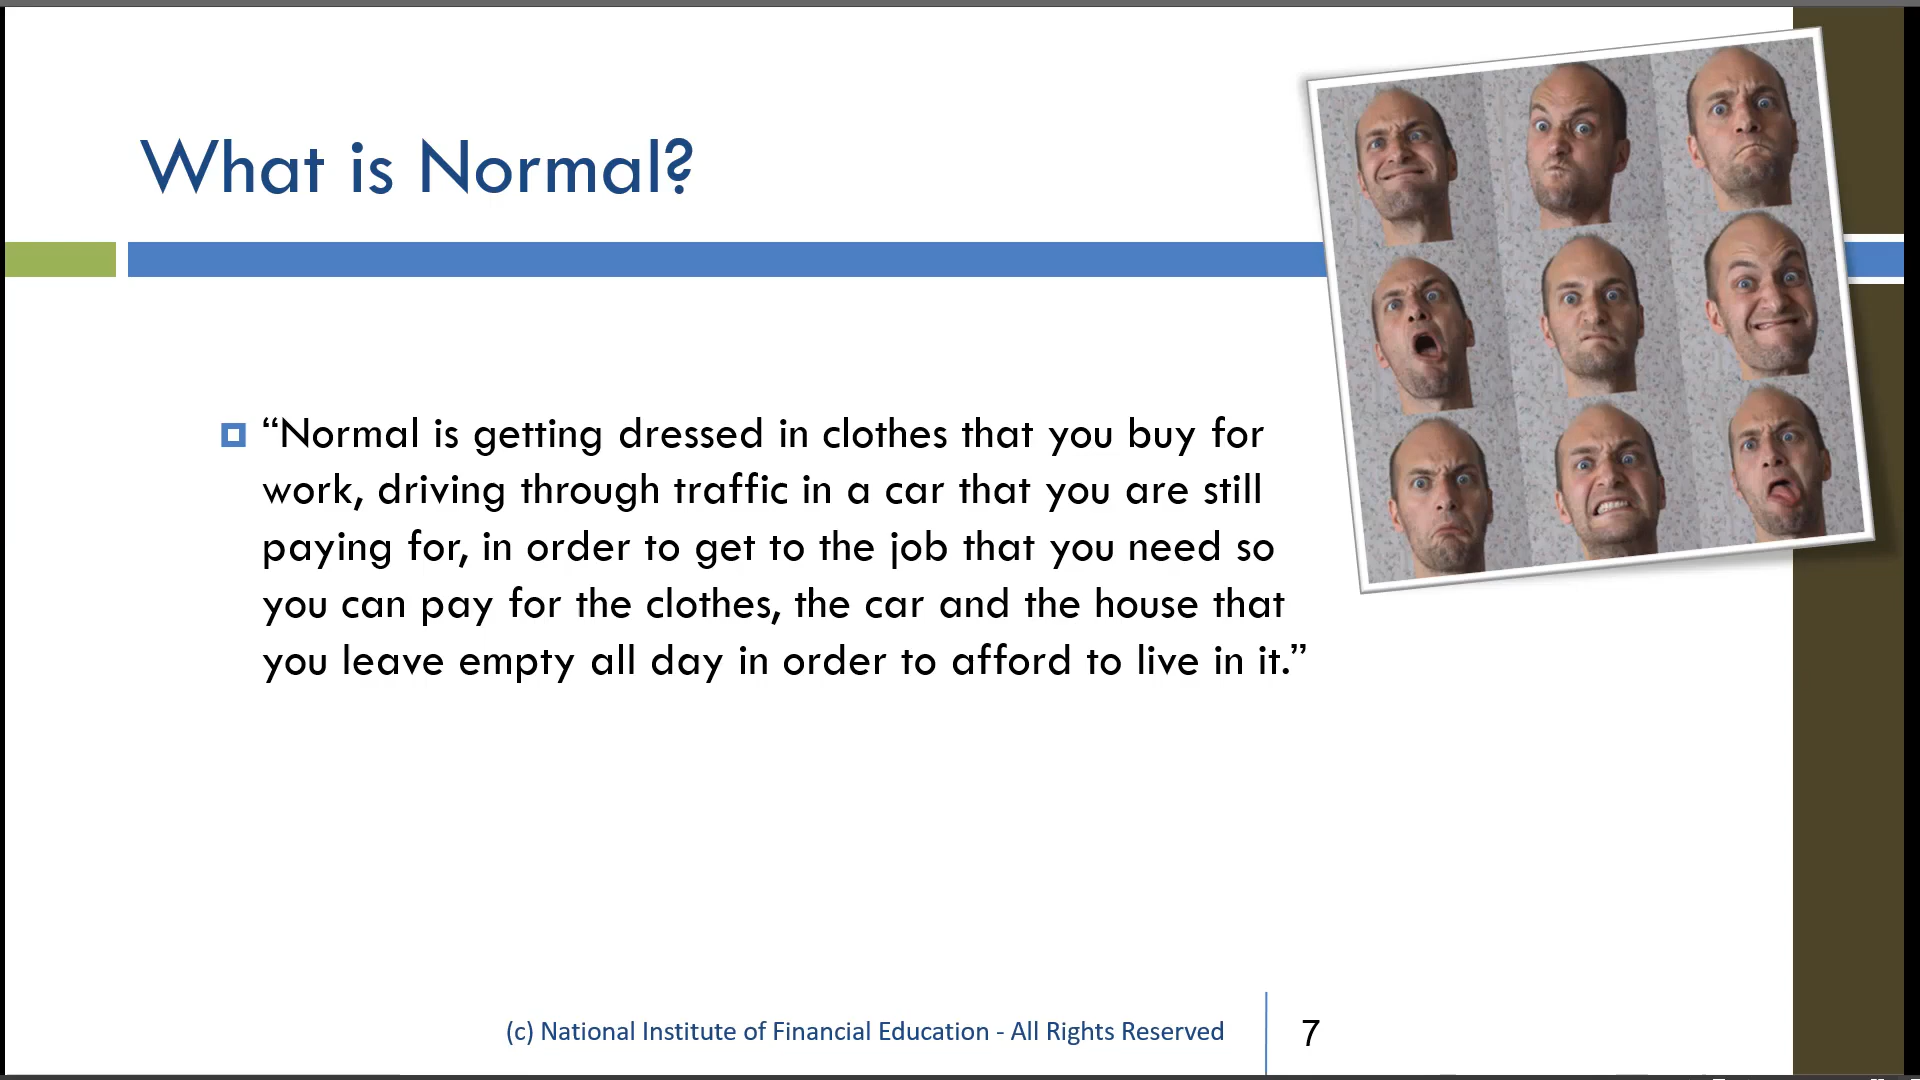 What is Normal?
“Normal is getting dressed in clothes that you buy for
work, driving through traffic in a car that you are still
paying for, in order to get to the job that you need so
you can pay for the clothes, the car and the house that
you leave empty all day in order to afford to live in it.”
(c) National Institute of Financial Education - All Rights Reserved
7